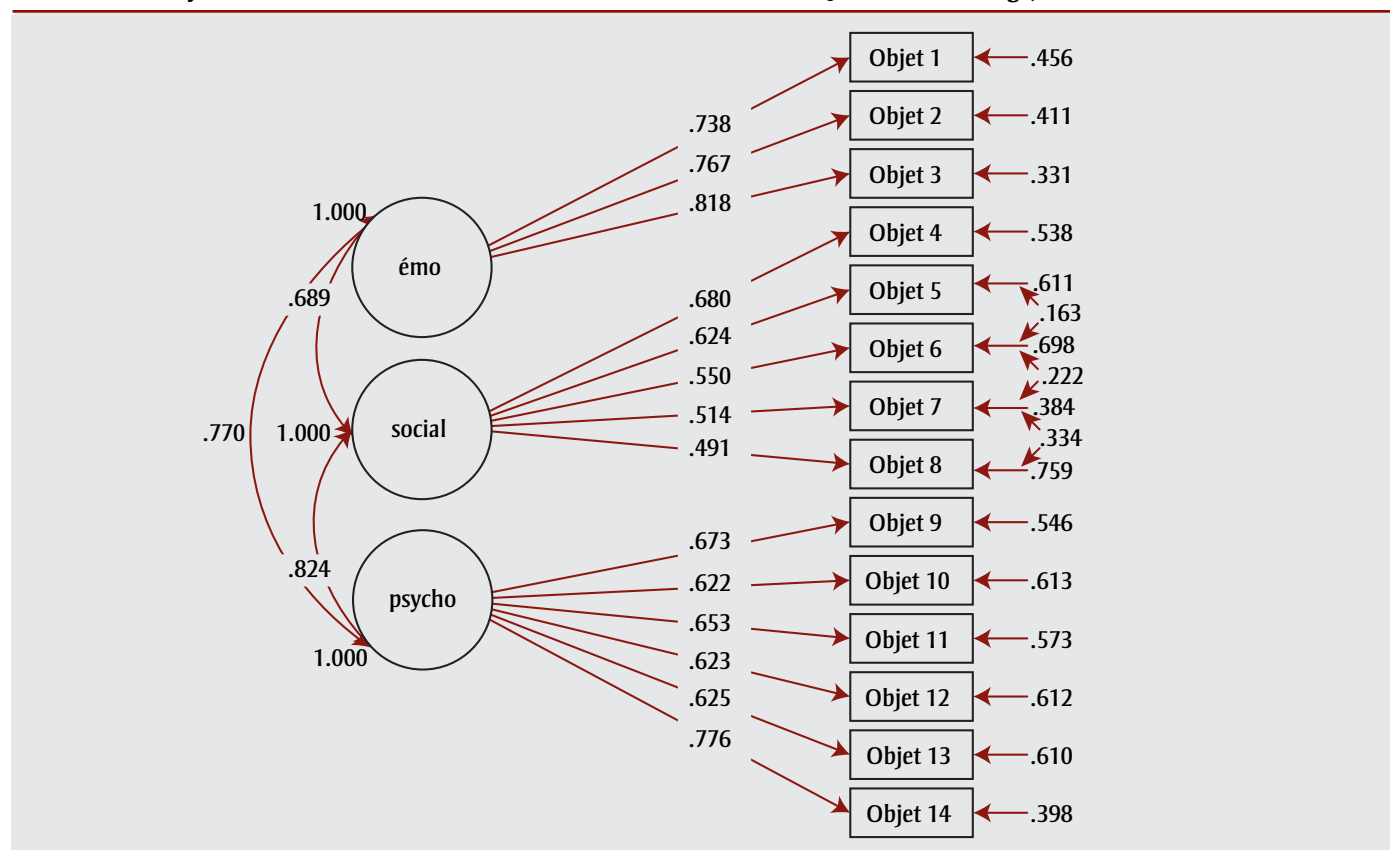 Objet 1
.456
Objet 2
.411
.738
.767
Objet 3
.331
.818
1.000
Objet 4
.538
émo
.689
.680
Objet 5
.611
.163
.624
Objet 6
.698
.550
.222
Objet 7
.384
.514
.770
1.000
social
.491
.334
Objet 8
.759
Objet 9
.546
.673
.824
.622
Objet 10
.613
psycho
.653
Objet 11
.573
1.000
.623
Objet 12
.612
.625
.776
Objet 13
.610
Objet 14
.398